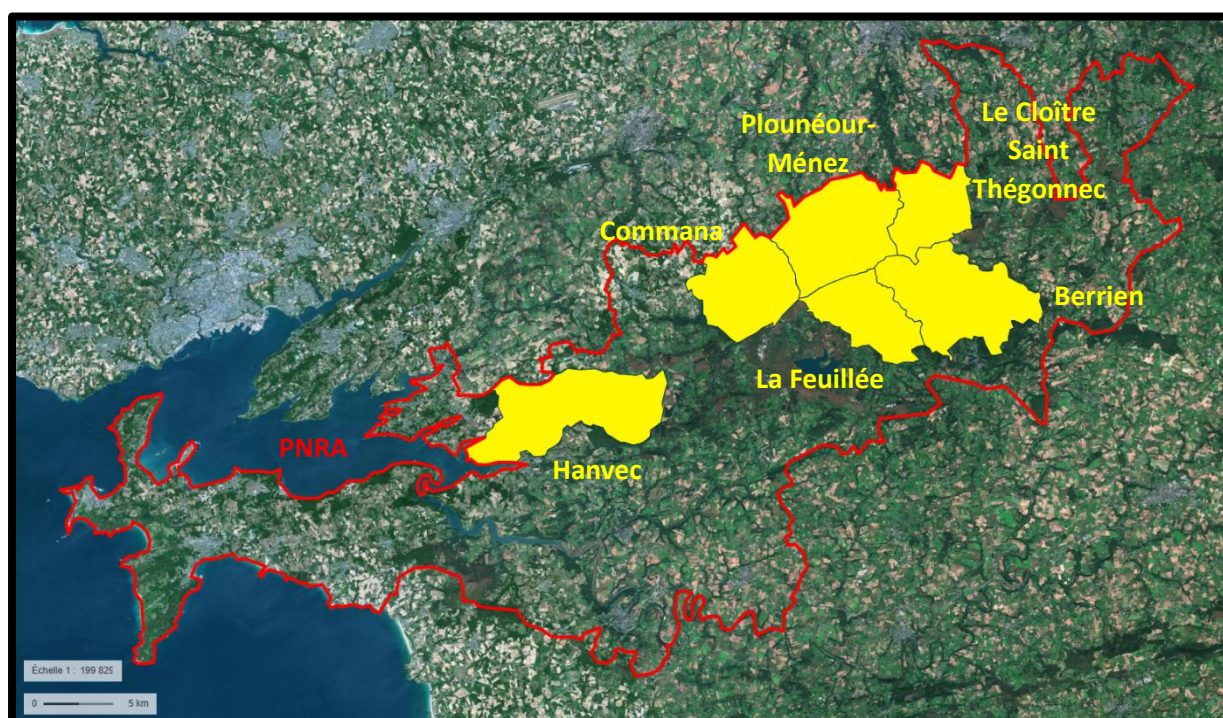 Plounéour-
Ménez
Le Cloître
Saint
Thégonnec
Commana
Berrien
La Feuillée
PNRA
Hanvec
Échelle 1 : 199 829
0 5 km